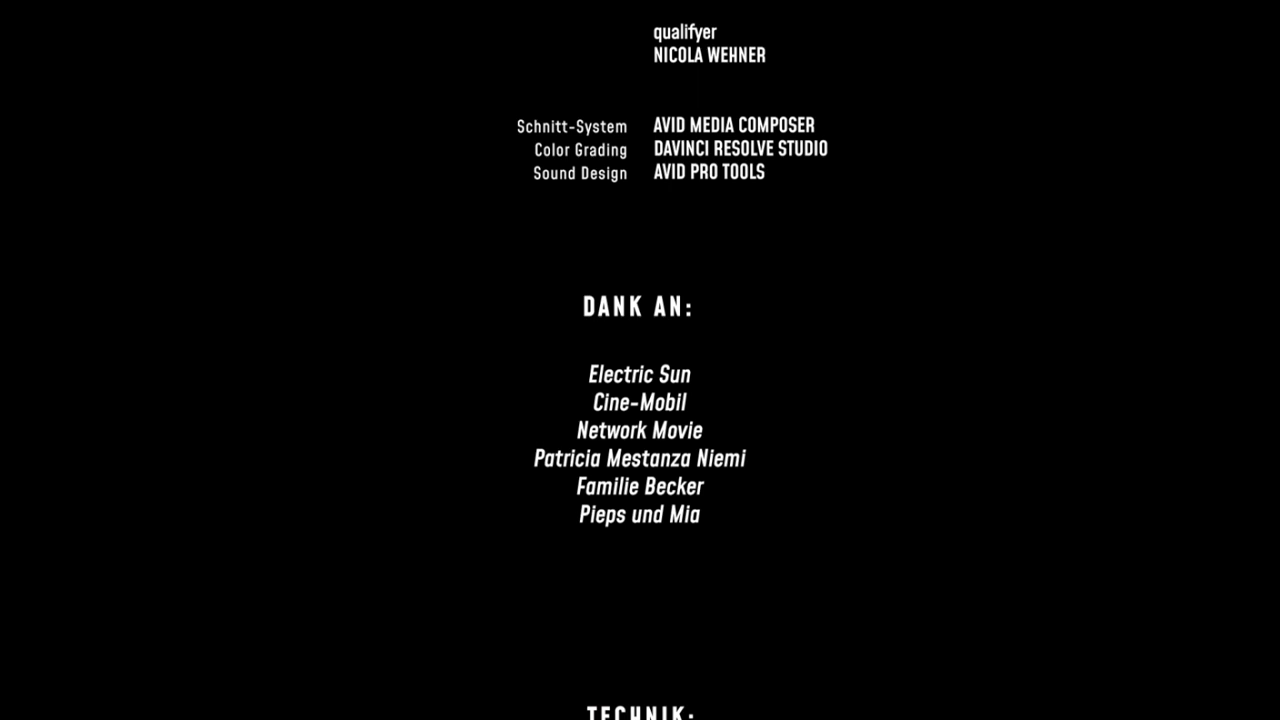 qualifyer
NICOLA WEHNER
Schnitt-System AVID MEDIA COMPOSER
Color Grading DAVINCI RESOLVE STUDIO
Sound Design AVID PRO TOOLS
DANK AN:
Electric Sun
Cine-Mobil
Network Movie
Patricia Mestanza Niemi
Familie Becker
Pieps und Mia
TECHNIK: